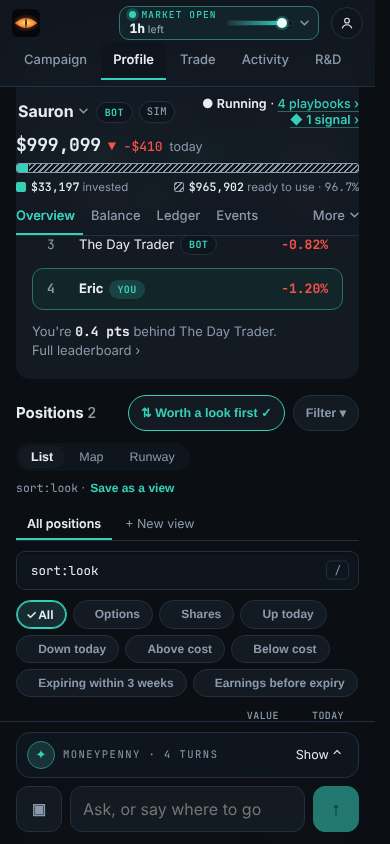 MARKET OPEN
1h left
Campaign Profile Trade Activity R&D
Sauron BOT SIM Running · 4 playbooks ›
◆ 1 signal ›
$999,099 ▼ -$410 today
$33,197 invested $965,902 ready to use · 96.7%
Overview Balance Ledger Events More
3 The Day Trader BOT -0.82%
4 Eric YOU -1.20%
You're 0.4 pts behind The Day Trader.
Full leaderboard ›
Positions 2 ⇅ Worth a look first ✓ Filter ▾
List Map Runway
sort:look · Save as a view
All positions + New view
sort:look /
✓ All Options Shares Up today
Down today Above cost Below cost
Expiring within 3 weeks Earnings before expiry
VALUE TODAY
MONEYPENNY · 4 TURNS Show
Ask, or say where to go